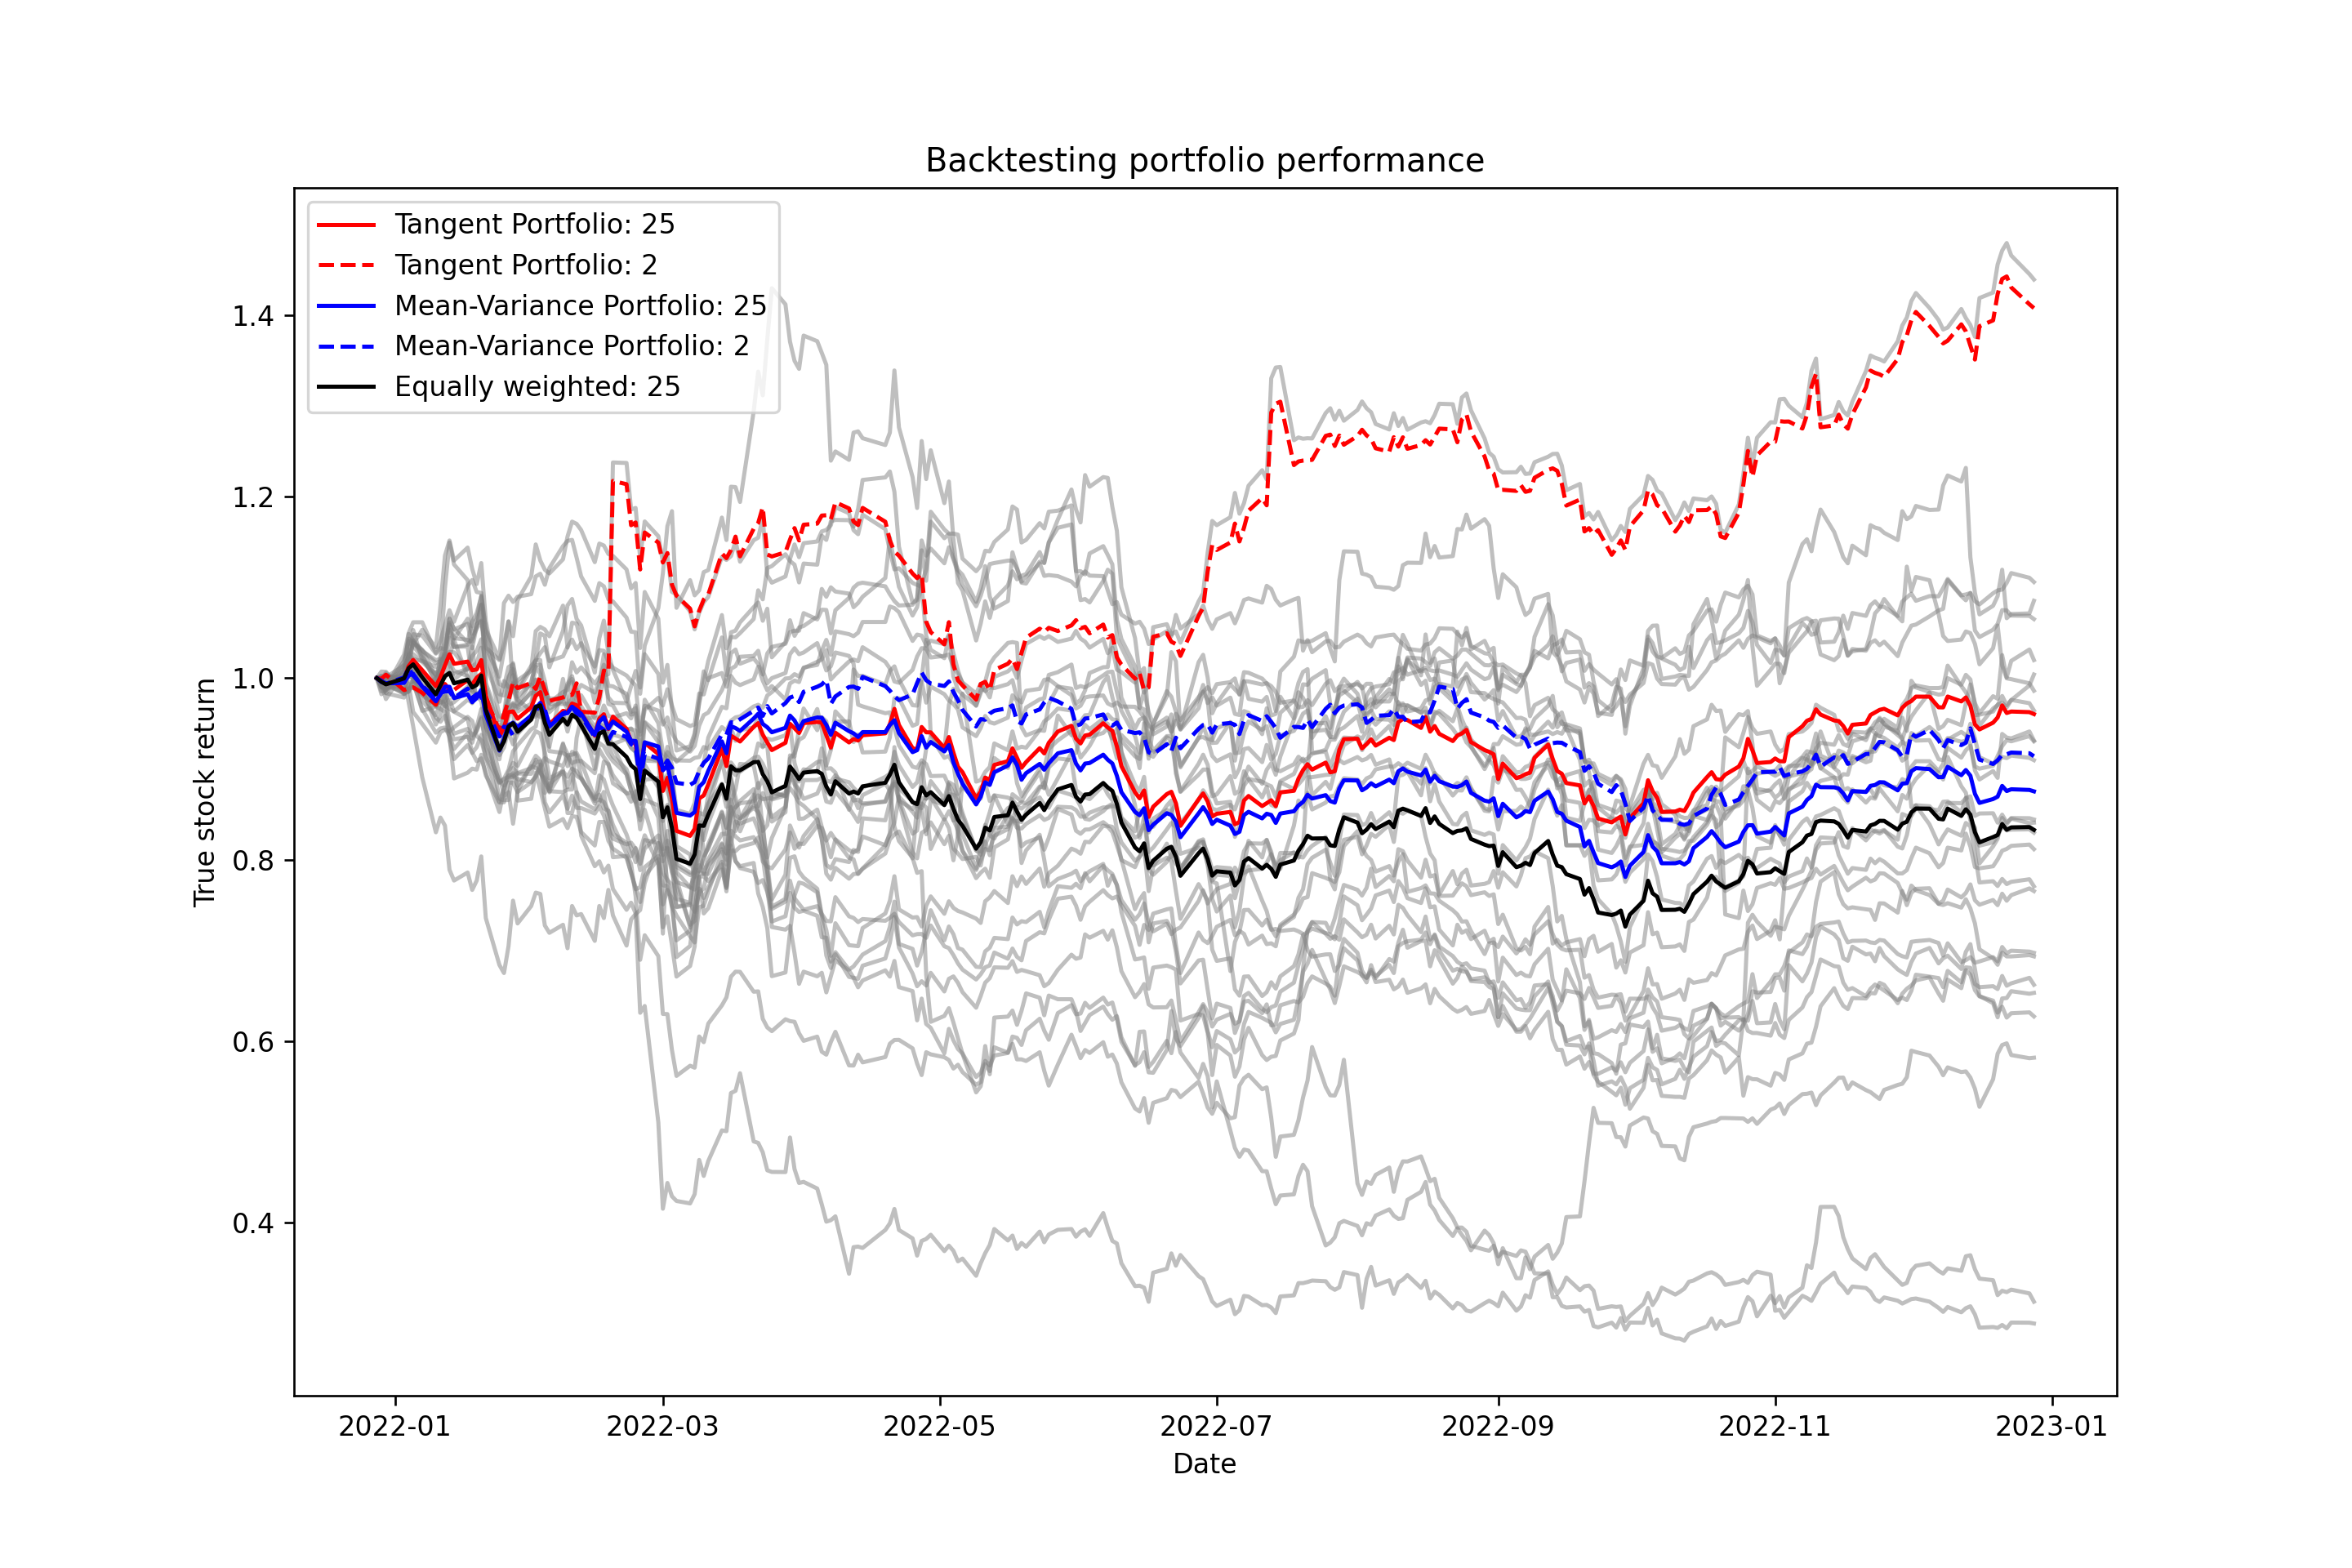 Backtesting portfolio performance
Tangent Portfolio: 25
Tangent Portfolio: 2
Mean-Variance Portfolio: 25
Mean-Variance Portfolio: 2
Equally weighted: 25
True stock return
1.4
1.2
1.0
0.8
0.6
0.4
2022-01 2022-03 2022-05 2022-07 2022-09 2022-11 2023-01
Date